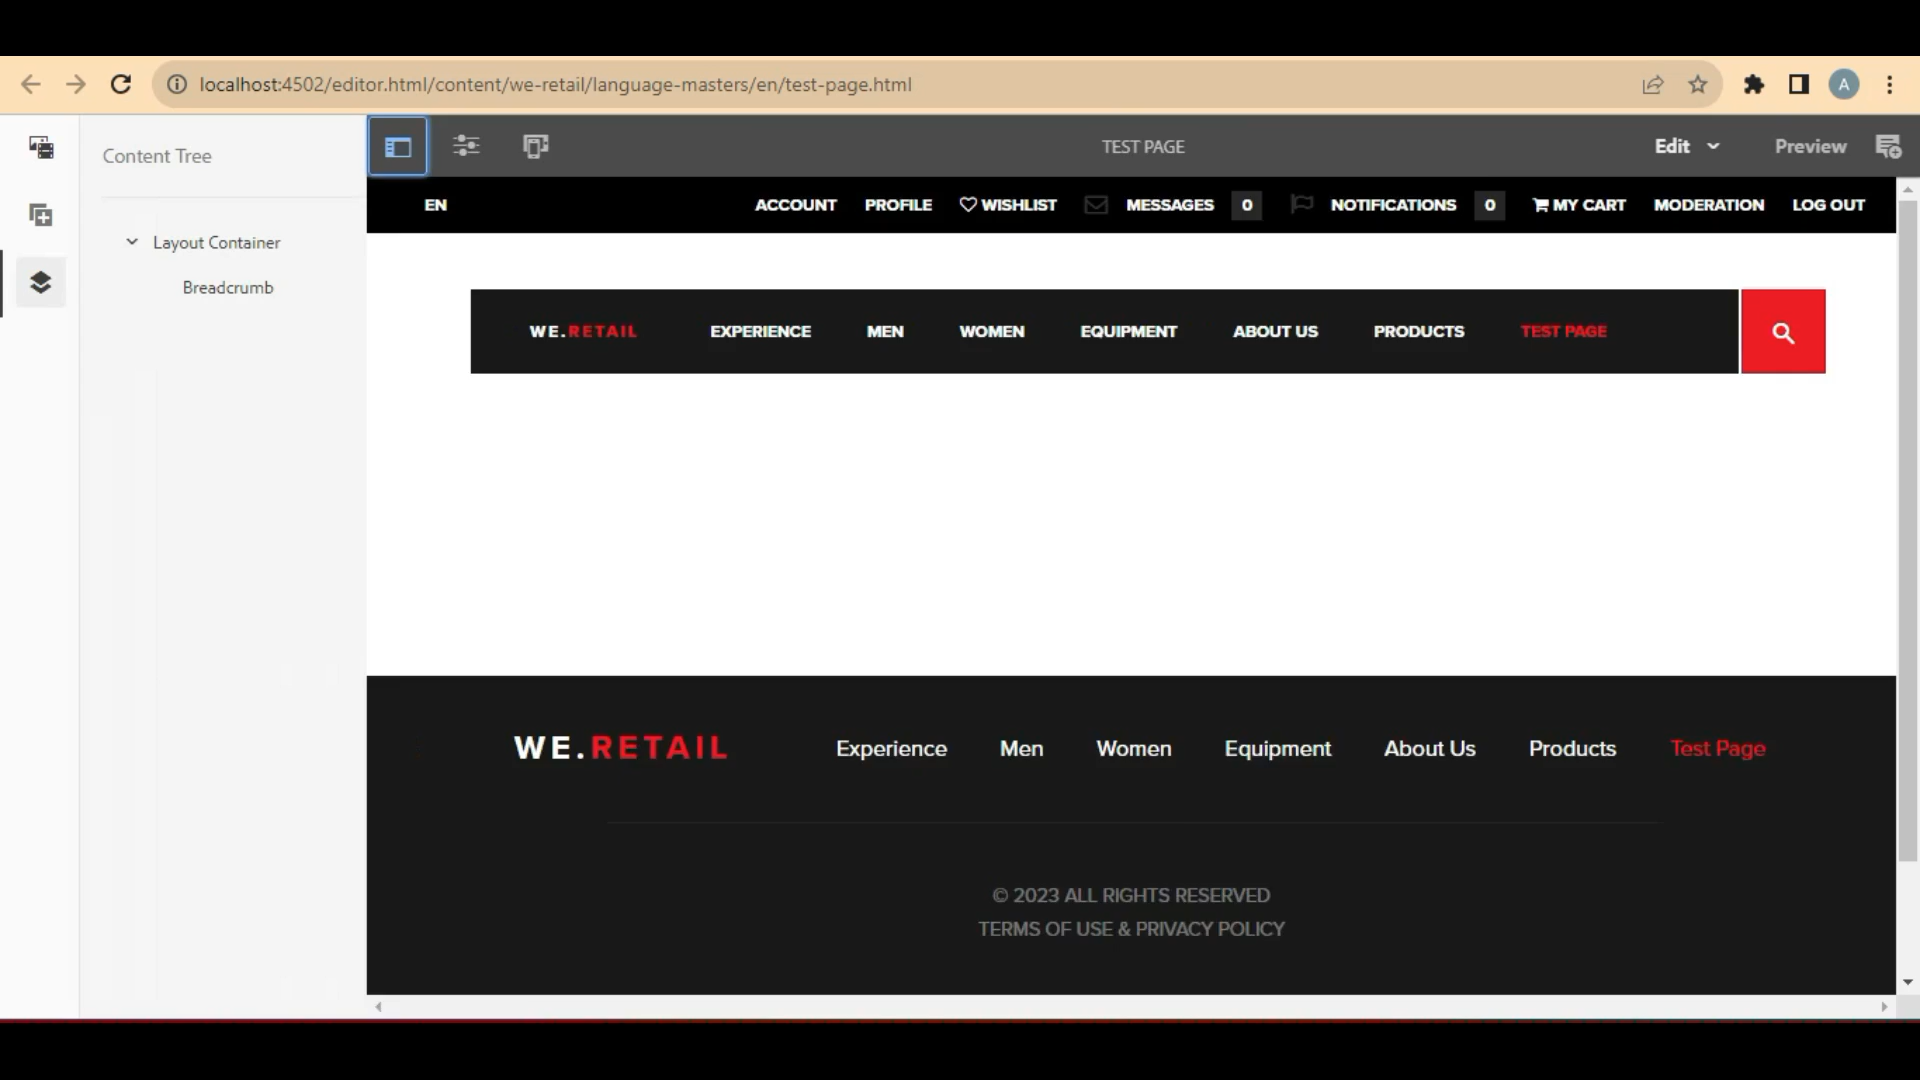 localhost:4502/editor.html/content/we-retail/language-masters/en/test-page.html
A
Content Tree
TEST PAGE
Edit
Preview
EN
ACCOUNT
PROFILE
WISHLIST
MESSAGES
0
NOTIFICATIONS
0
MY CART
MODERATION
LOG OUT
Layout Container
Breadcrumb
WE.RETAIL
EXPERIENCE
MEN
WOMEN
EQUIPMENT
ABOUT US
PRODUCTS
TEST PAGE
WE.RETAIL
Experience
Men
Women
Equipment
About Us
Products
Test Page
© 2023 ALL RIGHTS RESERVED
TERMS OF USE & PRIVACY POLICY